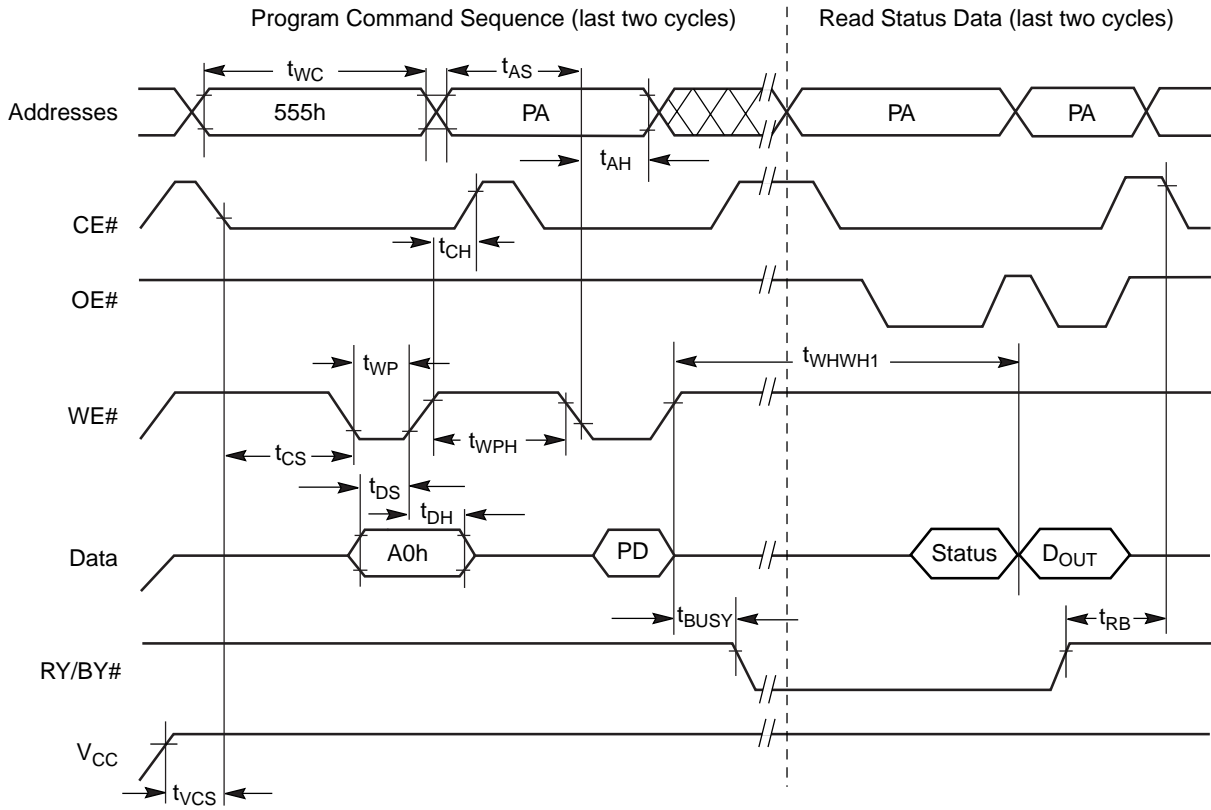 Program Command Sequence (last two cycles)
Read Status Data (last two cycles)
tWC
tAS
Addresses
555h
PA
PA
PA
tAH
CE#
tCH
OE#
tWP
tWHWH1
WE#
tWPH
tCS
tDS
tDH
Data
A0h
PD
Status
DOUT
tBUSY
tRB
RY/BY#
VCC
tVCS